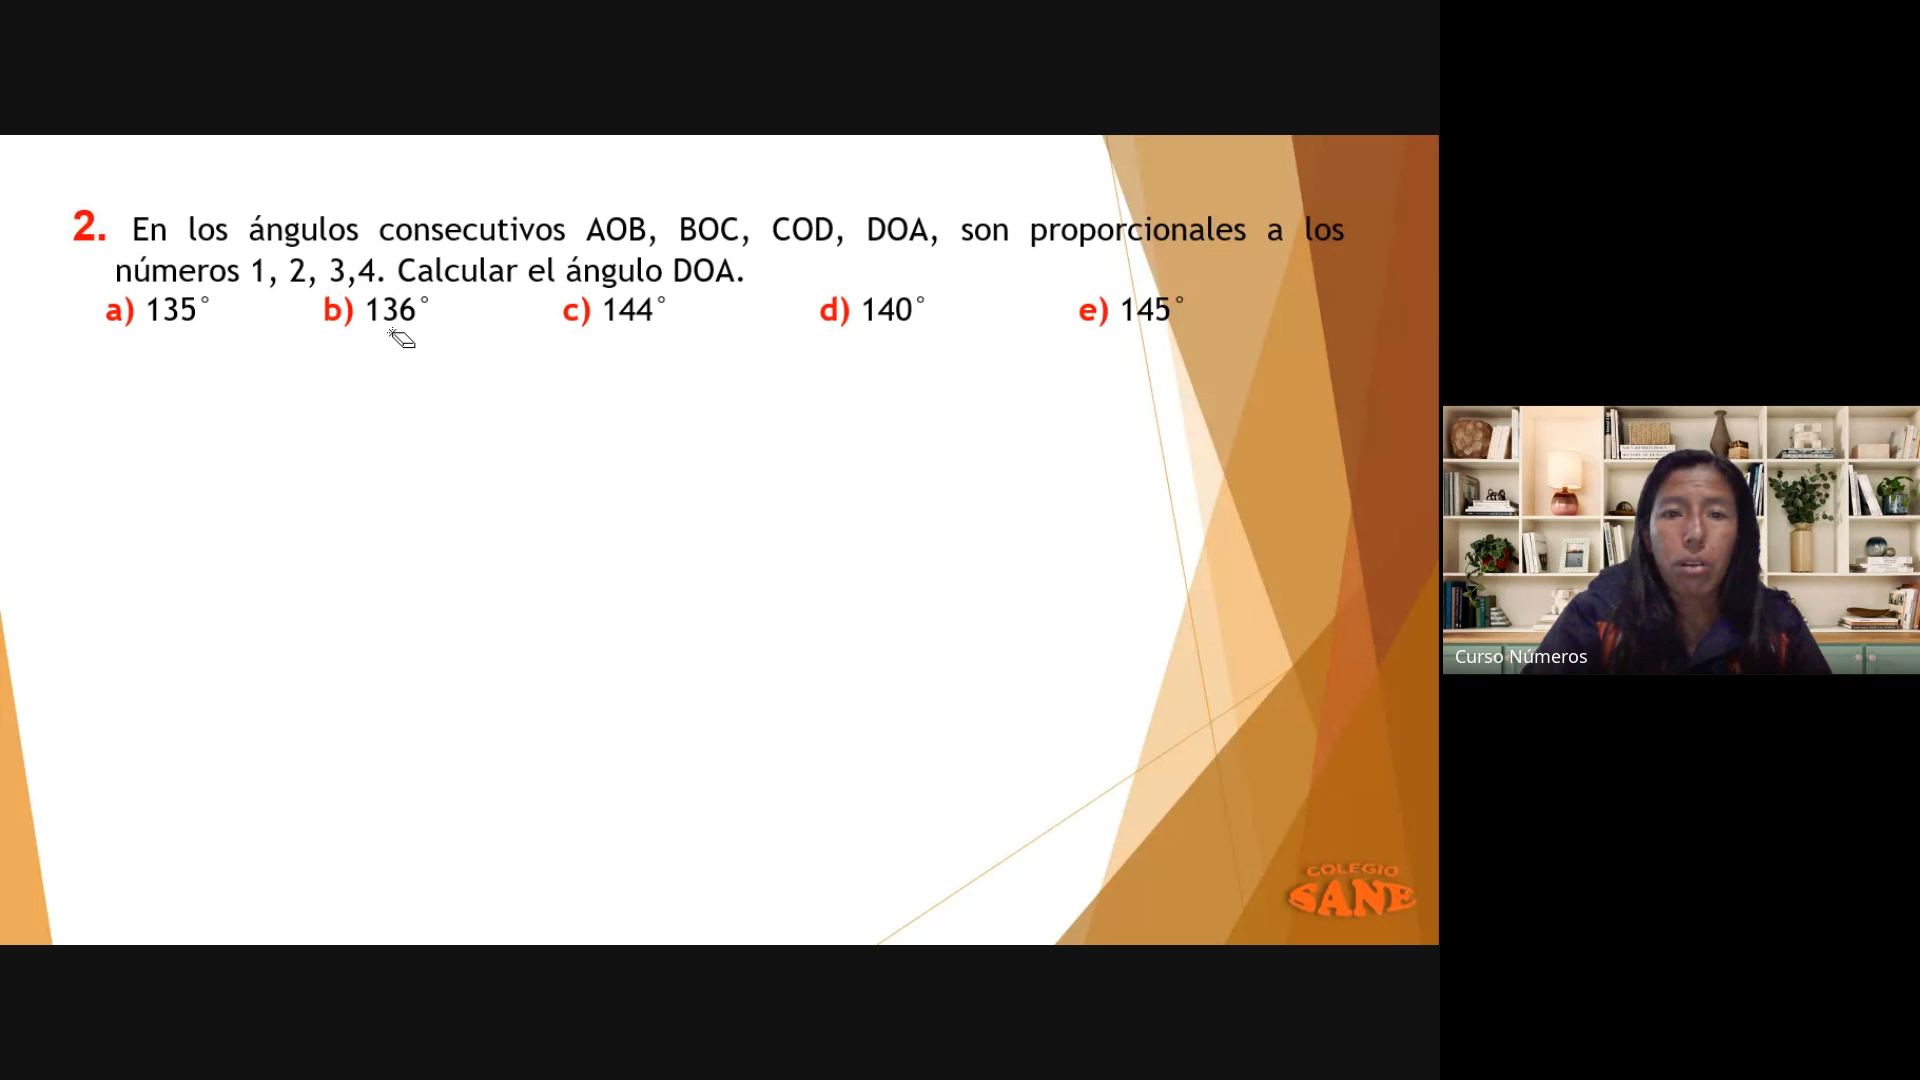 2. En los ángulos consecutivos AOB, BOC, COD, DOA, son proporcionales a los
números 1, 2, 3,4. Calcular el ángulo DOA.
a) 135° b) 136° c) 144° d) 140° e) 145°
Curso Números
COLEGIO
SANE